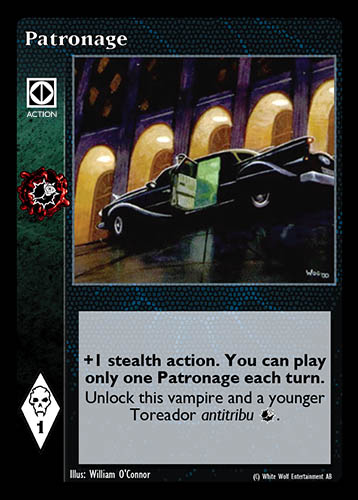 Patronage
ACTION
Woo00
+1 stealth action. You can play
only one Patronage each turn.
Unlock this vampire and a younger
Toreador antitribu .
1
Illus: William O'Connor
(C) White Wolf Entertainment AB